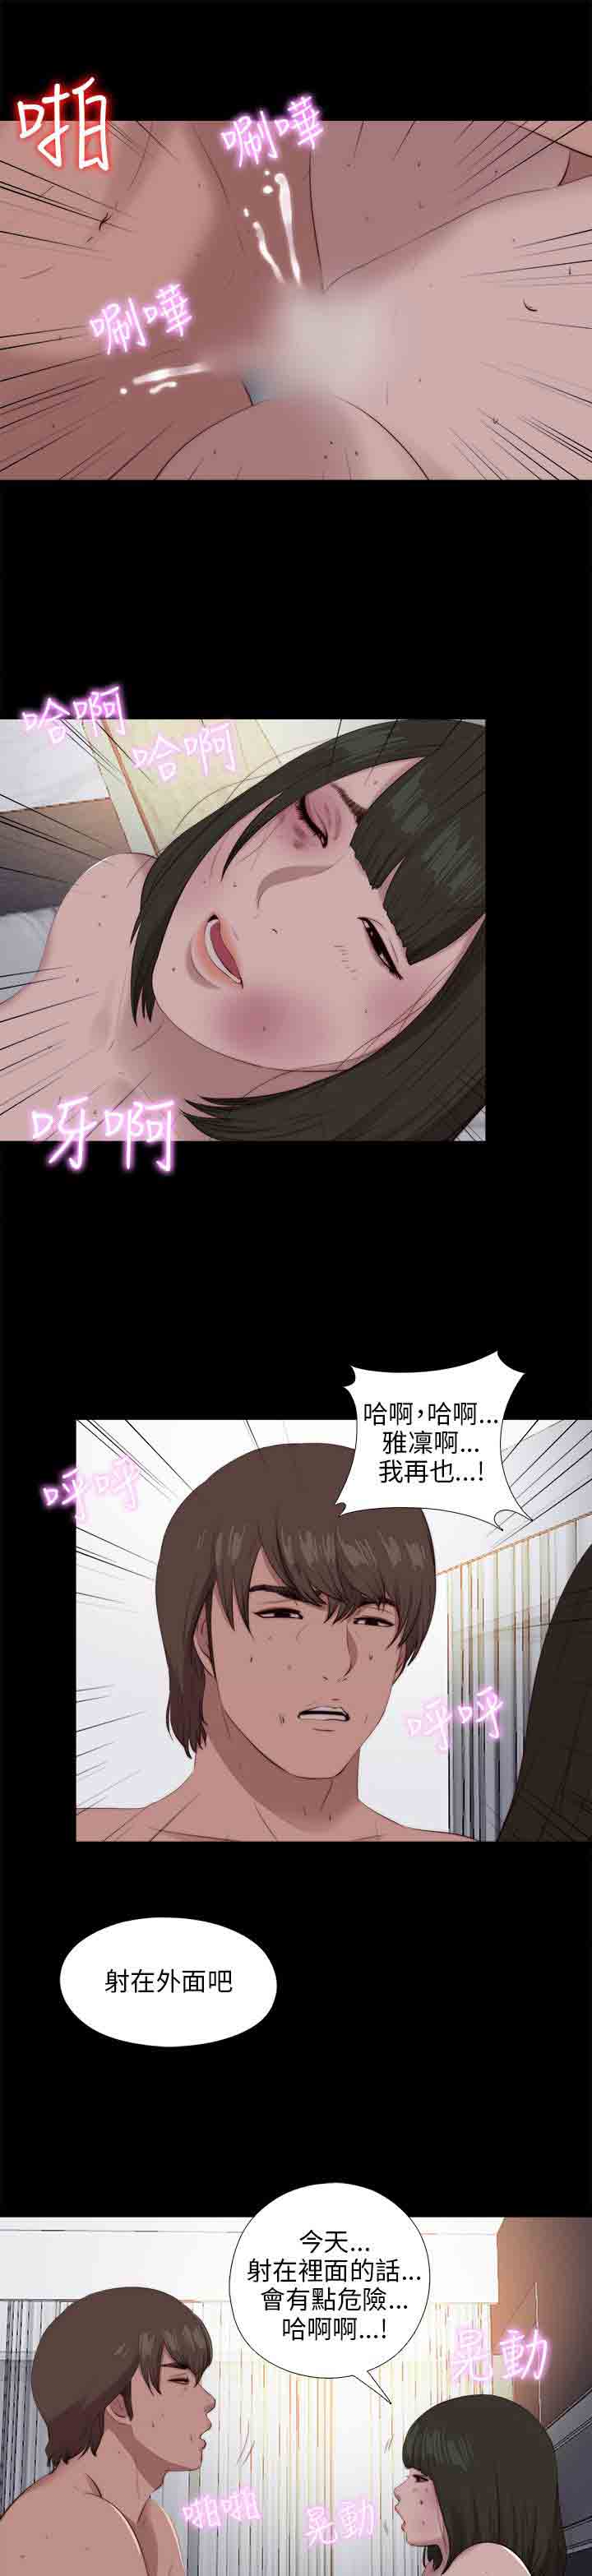 啪
唰嘩
唰嘩
哈啊
哈啊
呀啊
哈啊,哈啊...
雅凜啊...
我再也...!
呼呼
呼呼
射在外面吧
今天...
射在裡面的話...
會有點危險...
哈啊啊...!
晃動
啪啪
晃動